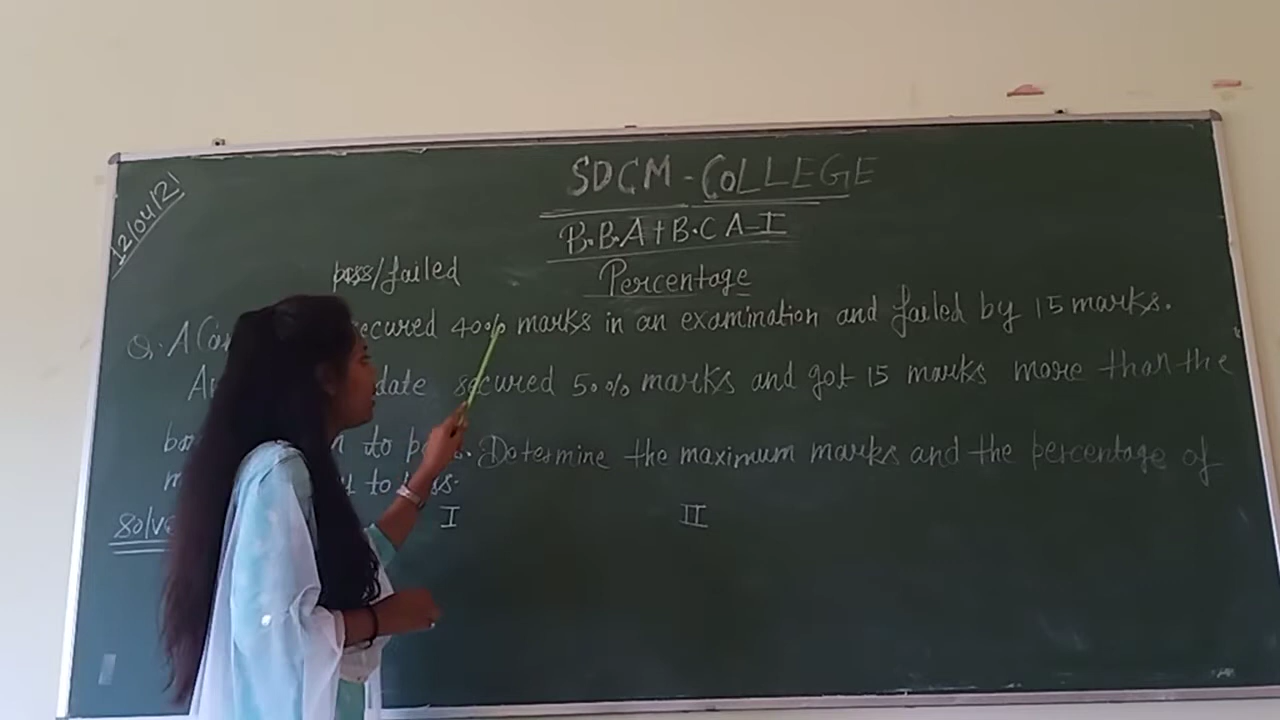 12/04/21
SDCM - COLLEGE
B.B.A + B.C A-I
pass/failed
Percentage
Q. A secured 40% marks in an examination and failed by 15 marks.
date secured 50% marks and got 15 marks more than the
to Determine the maximum marks and the percentage of
to pass.
Solve
I II